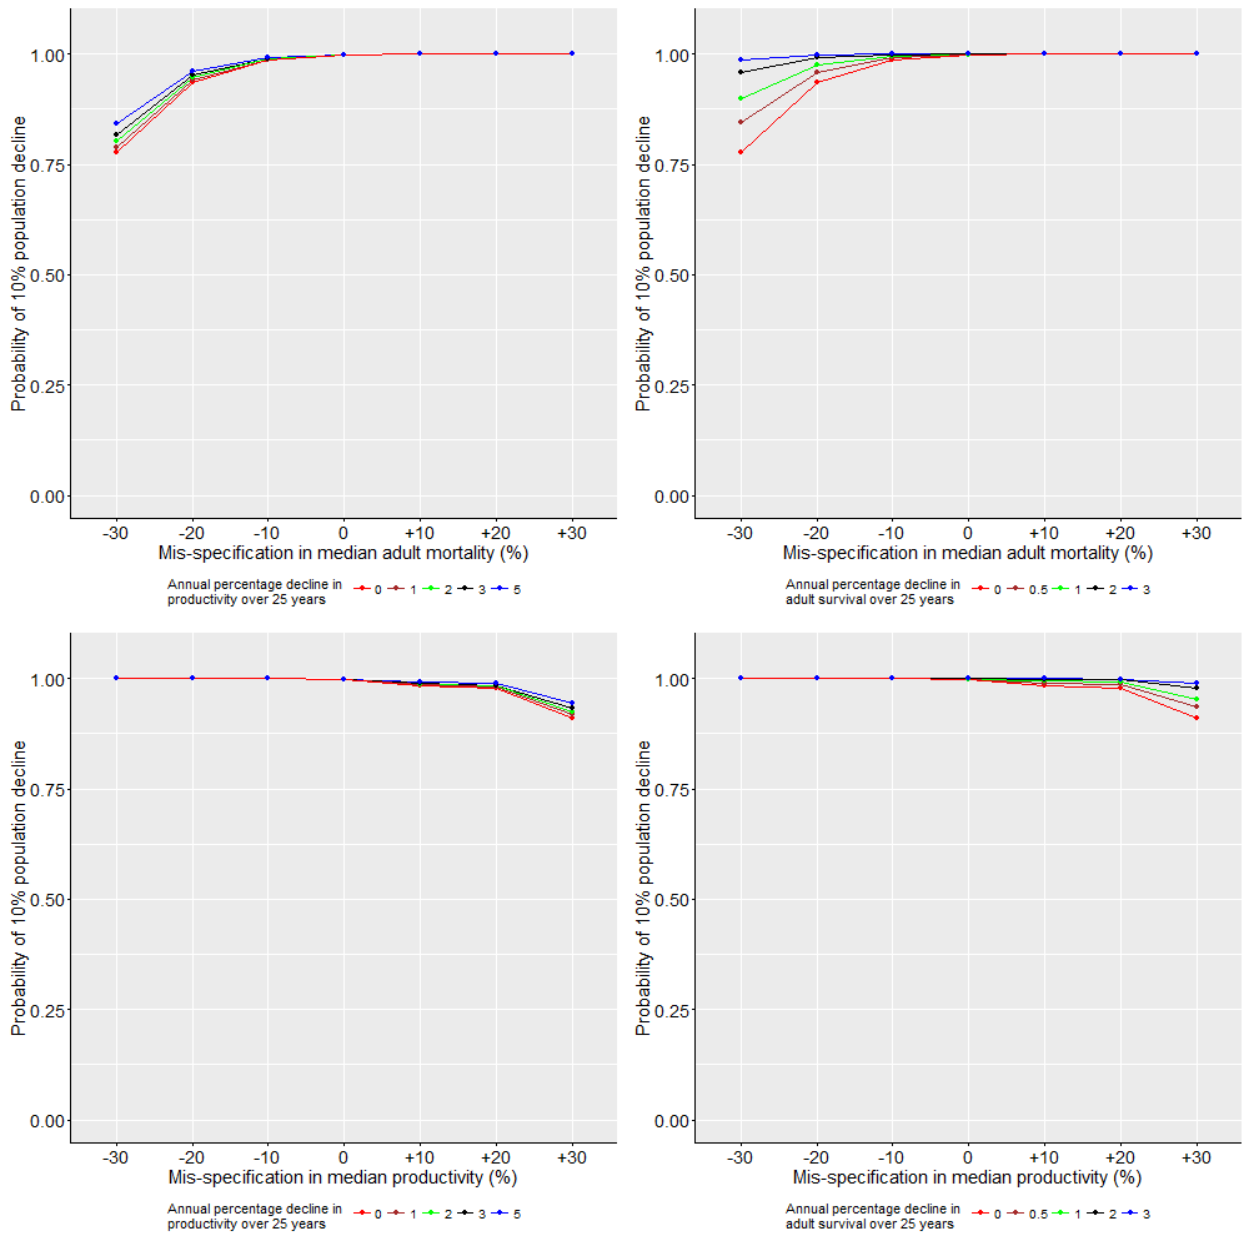 Probability of 10% population decline
1.00
0.75
0.50
0.25
0.00
-30 -20 -10 0 +10 +20 +30
Mis-specification in median adult mortality (%)
Annual percentage decline in
productivity over 25 years
0 1 2 3 5
Probability of 10% population decline
1.00
0.75
0.50
0.25
0.00
-30 -20 -10 0 +10 +20 +30
Mis-specification in median adult mortality (%)
Annual percentage decline in
adult survival over 25 years
0 0.5 1 2 3
Probability of 10% population decline
1.00
0.75
0.50
0.25
0.00
-30 -20 -10 0 +10 +20 +30
Mis-specification in median productivity (%)
Annual percentage decline in
productivity over 25 years
0 1 2 3 5
Probability of 10% population decline
1.00
0.75
0.50
0.25
0.00
-30 -20 -10 0 +10 +20 +30
Mis-specification in median productivity (%)
Annual percentage decline in
adult survival over 25 years
0 0.5 1 2 3